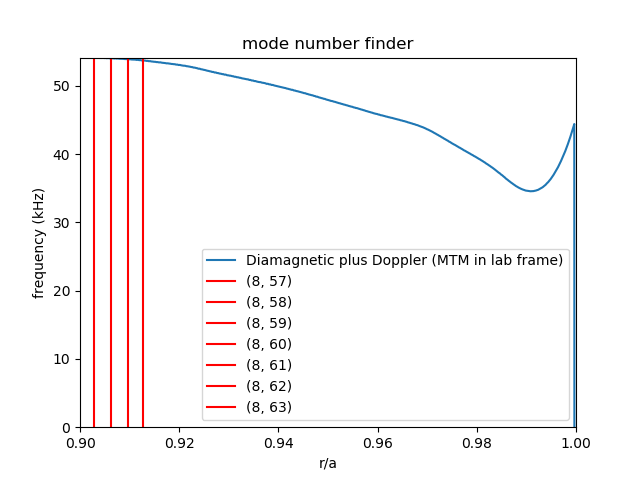 mode number finder
frequency (kHz)
50
40
30
20
10
0
Diamagnetic plus Doppler (MTM in lab frame)
(8, 57)
(8, 58)
(8, 59)
(8, 60)
(8, 61)
(8, 62)
(8, 63)
0.90 0.92 0.94 0.96 0.98 1.00
r/a